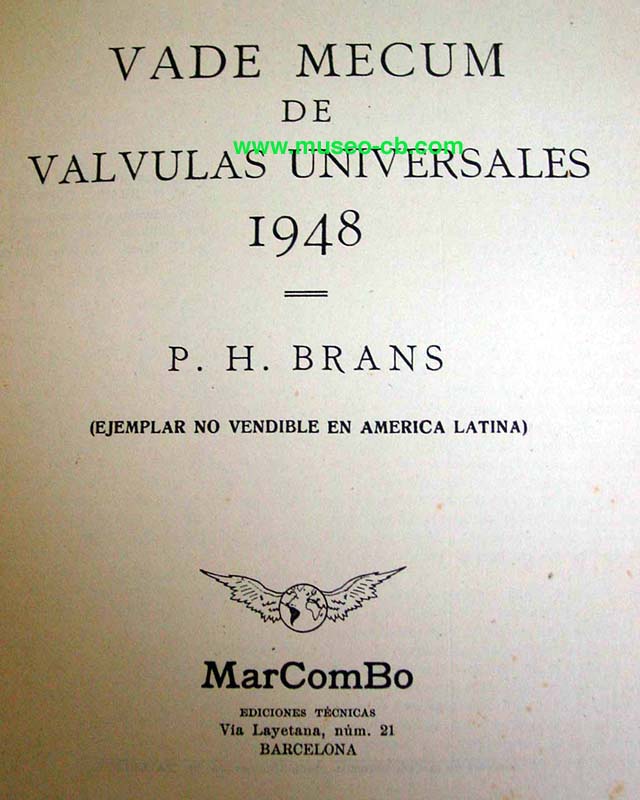 VADE MECUM
DE
www.museo-cb.com
VALVULAS UNIVERSALES
1948
P. H. BRANS
(EJEMPLAR NO VENDIBLE EN AMERICA LATINA)
MarComBo
EDICIONES TÉCNICAS
Vía Layetana, núm. 21
BARCELONA